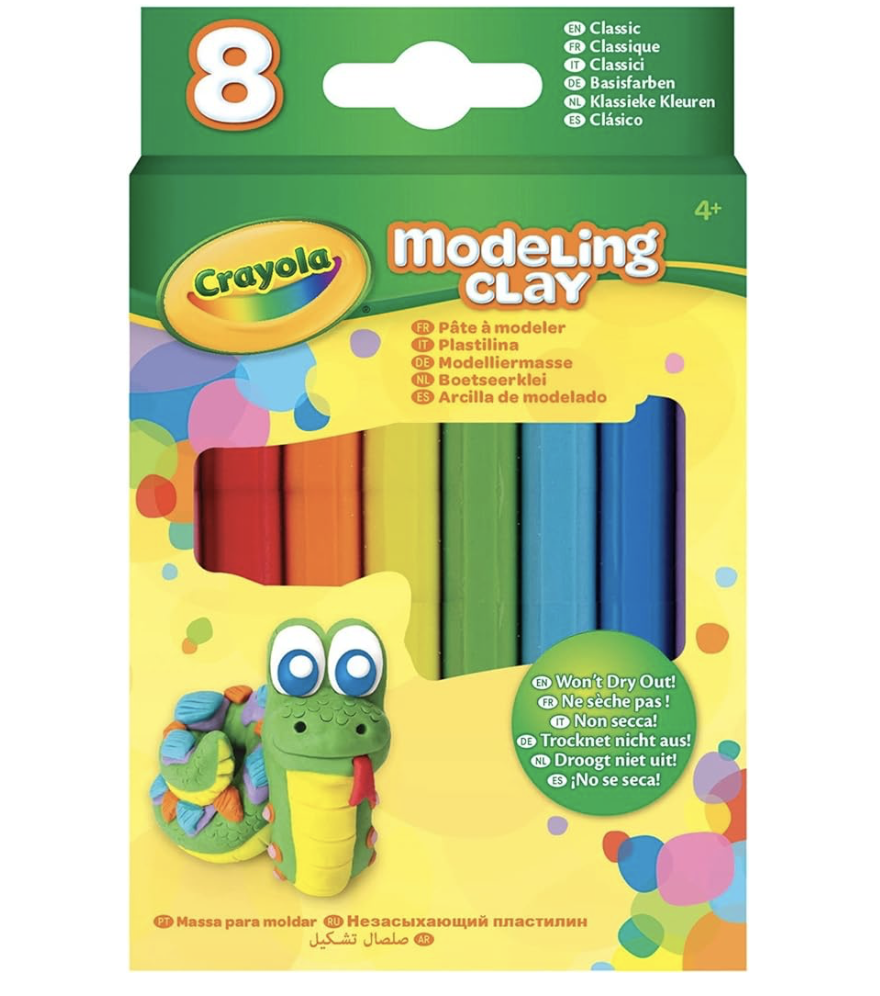 8
EN Classic
FR Classique
IT Classici
DE Basisfarben
NL Klassieke Kleuren
ES Clásico
4+
Crayola ®
Modeling
CLAY
FR Pâte à modeler
IT Plastilina
DE Modelliermasse
NL Boetseerklei
ES Arcilla de modelado
EN Won't Dry Out!
FR Ne sèche pas !
IT Non secca!
DE Trocknet nicht aus!
NL Droogt niet uit!
ES ¡No se seca!
PT Massa para moldar RU Незасыхающий пластилин
AR صلصال تشكيل